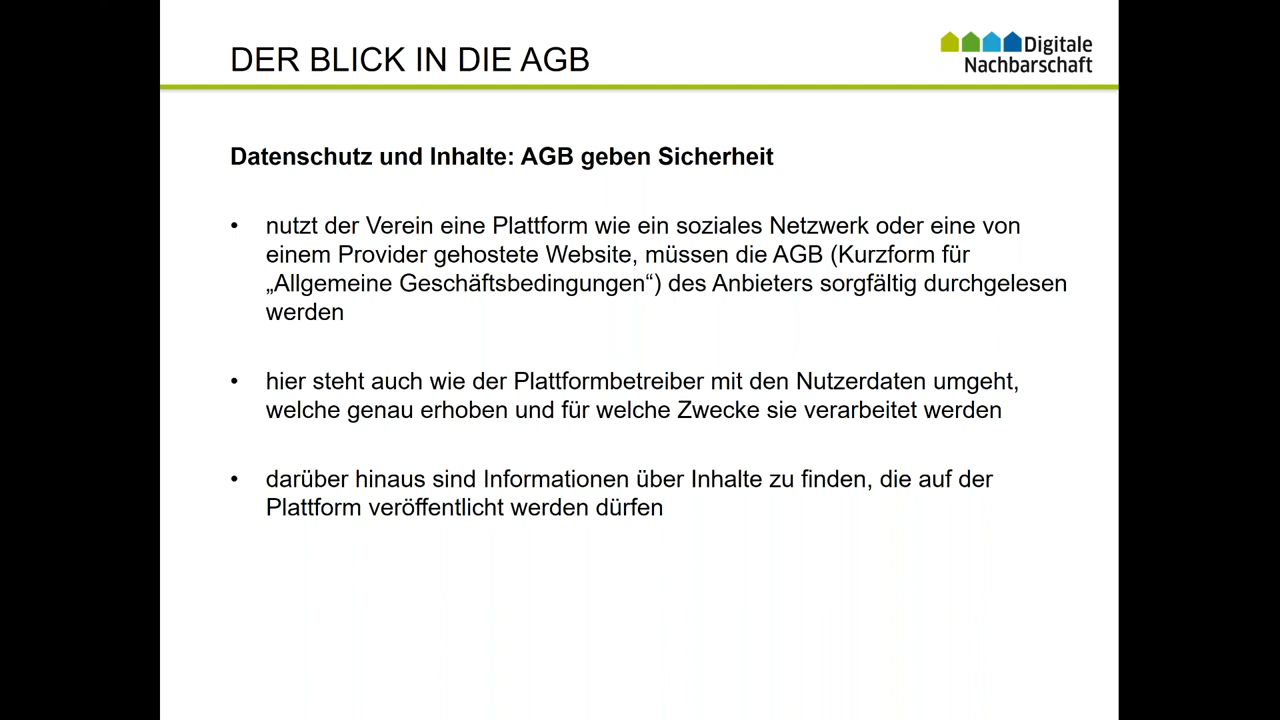 DER BLICK IN DIE AGB
Digitale
Nachbarschaft
Datenschutz und Inhalte: AGB geben Sicherheit
• nutzt der Verein eine Plattform wie ein soziales Netzwerk oder eine von
einem Provider gehostete Website, müssen die AGB (Kurzform für
„Allgemeine Geschäftsbedingungen“) des Anbieters sorgfältig durchgelesen
werden
• hier steht auch wie der Plattformbetreiber mit den Nutzerdaten umgeht,
welche genau erhoben und für welche Zwecke sie verarbeitet werden
• darüber hinaus sind Informationen über Inhalte zu finden, die auf der
Plattform veröffentlicht werden dürfen